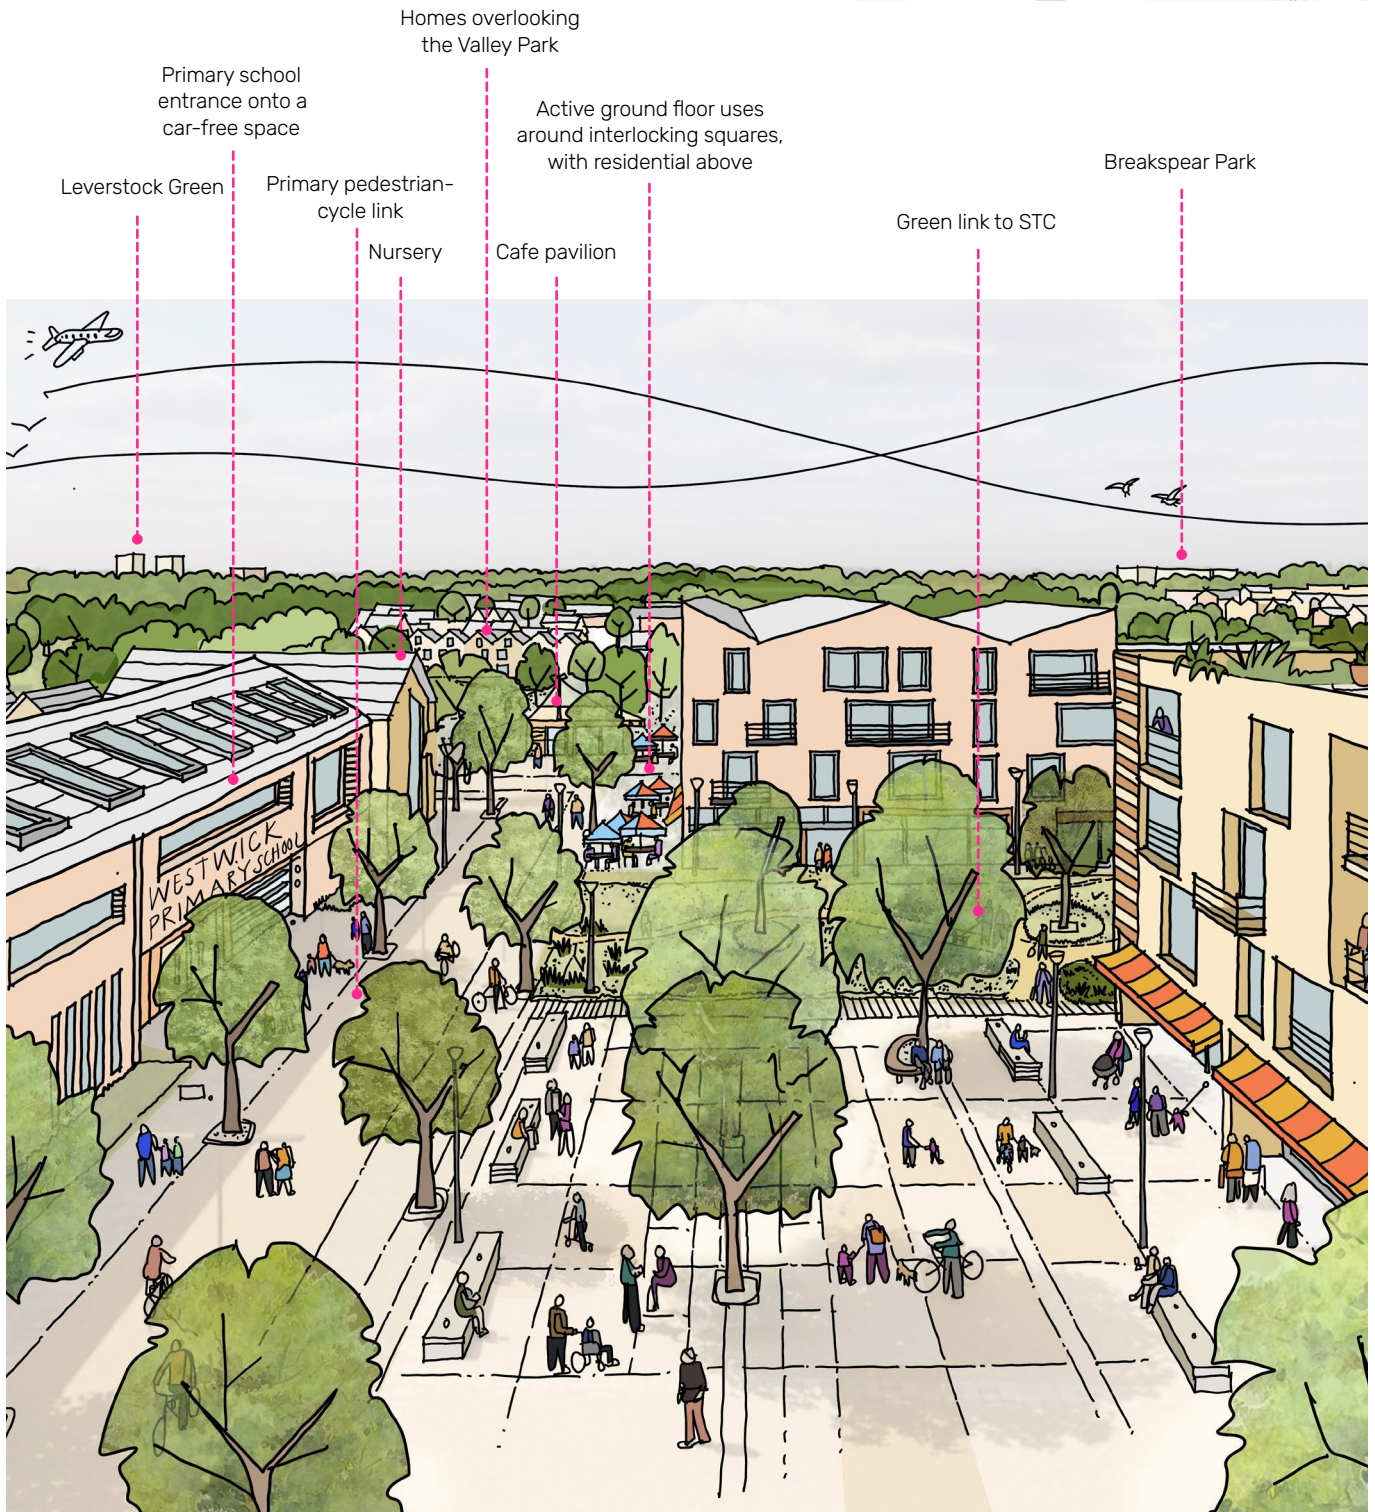 Homes overlooking
the Valley Park
Primary school
entrance onto a
car-free space
Active ground floor uses
around interlocking squares,
with residential above
Breakspear Park
Leverstock Green
Primary pedestrian-
cycle link
Green link to STC
Nursery
Cafe pavilion
WESTWICK
PRIMARY SCHOOL